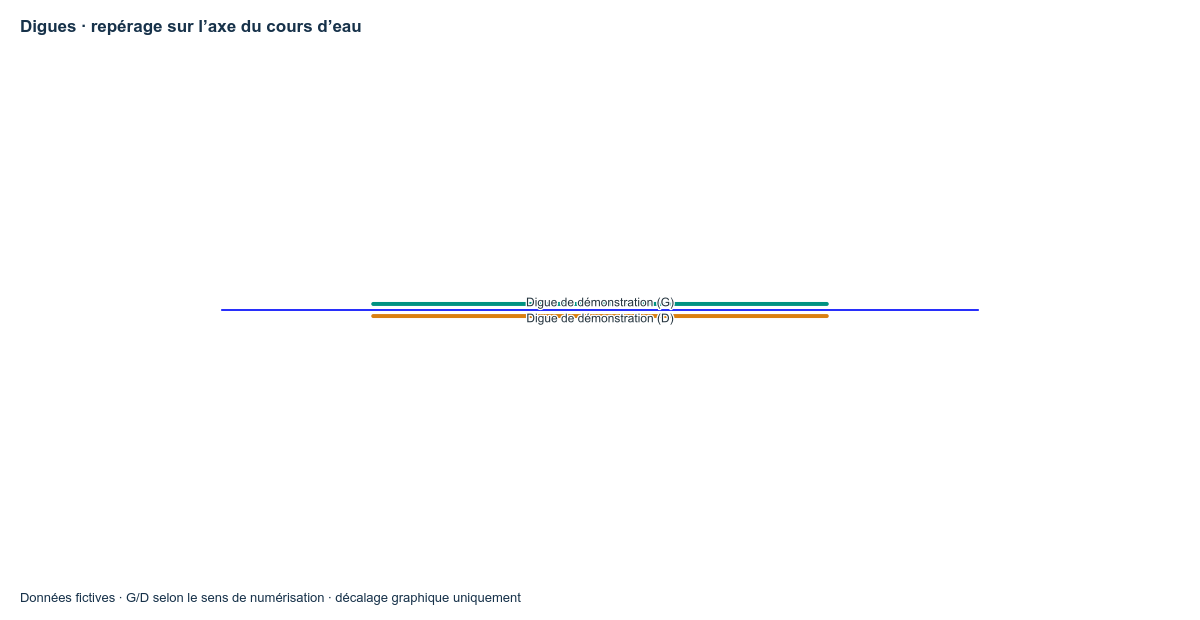 Digues · repérage sur l’axe du cours d’eau
Digue de démonstration (G)
Digue de démonstration (D)
Données fictives · G/D selon le sens de numérisation · décalage graphique uniquement